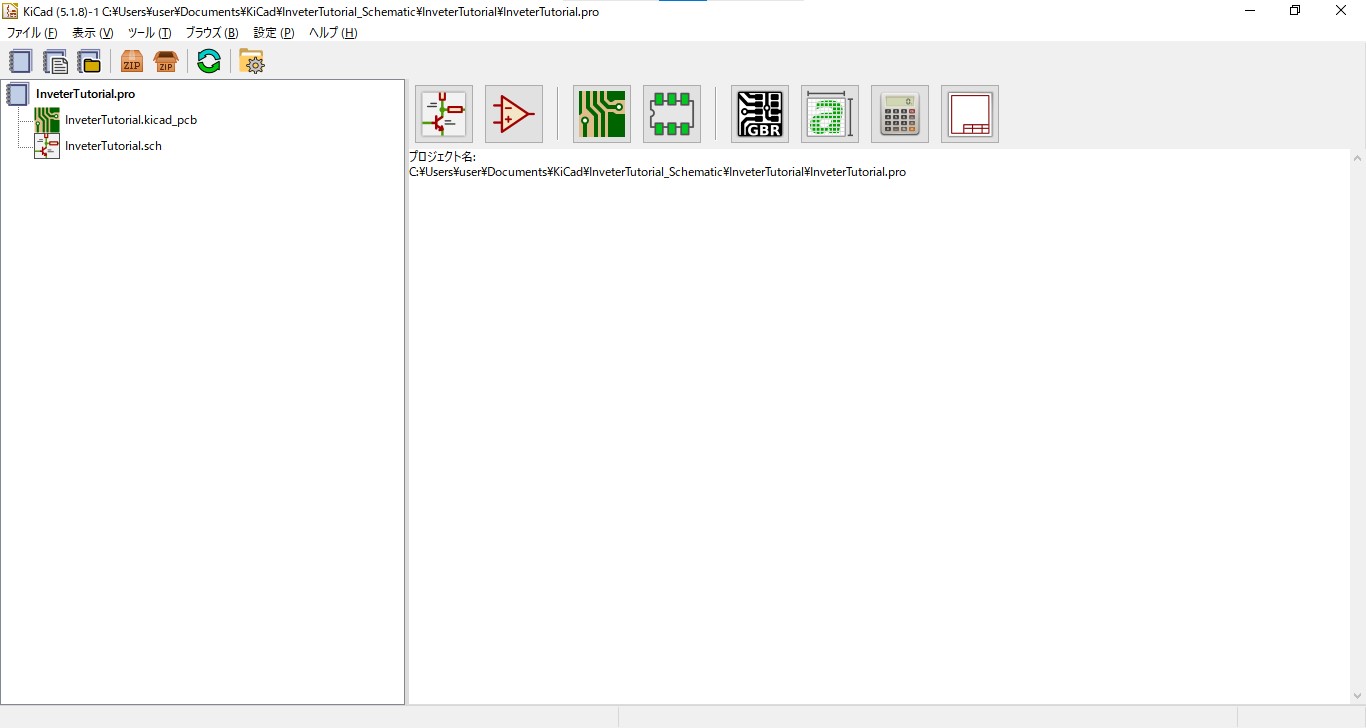 KiCad (5.1.8)-1 C:¥Users¥user¥Documents¥KiCad¥InveterTutorial_Schematic¥InveterTutorial¥InveterTutorial.pro
ファイル (F) 表示 (V) ツール (T) ブラウズ (B) 設定 (P) ヘルプ (H)
ZIP ZIP
InveterTutorial.pro
InveterTutorial.kicad_pcb
InveterTutorial.sch
GBR a 0.
プロジェクト名:
C:¥Users¥user¥Documents¥KiCad¥InveterTutorial_Schematic¥InveterTutorial¥InveterTutorial.pro